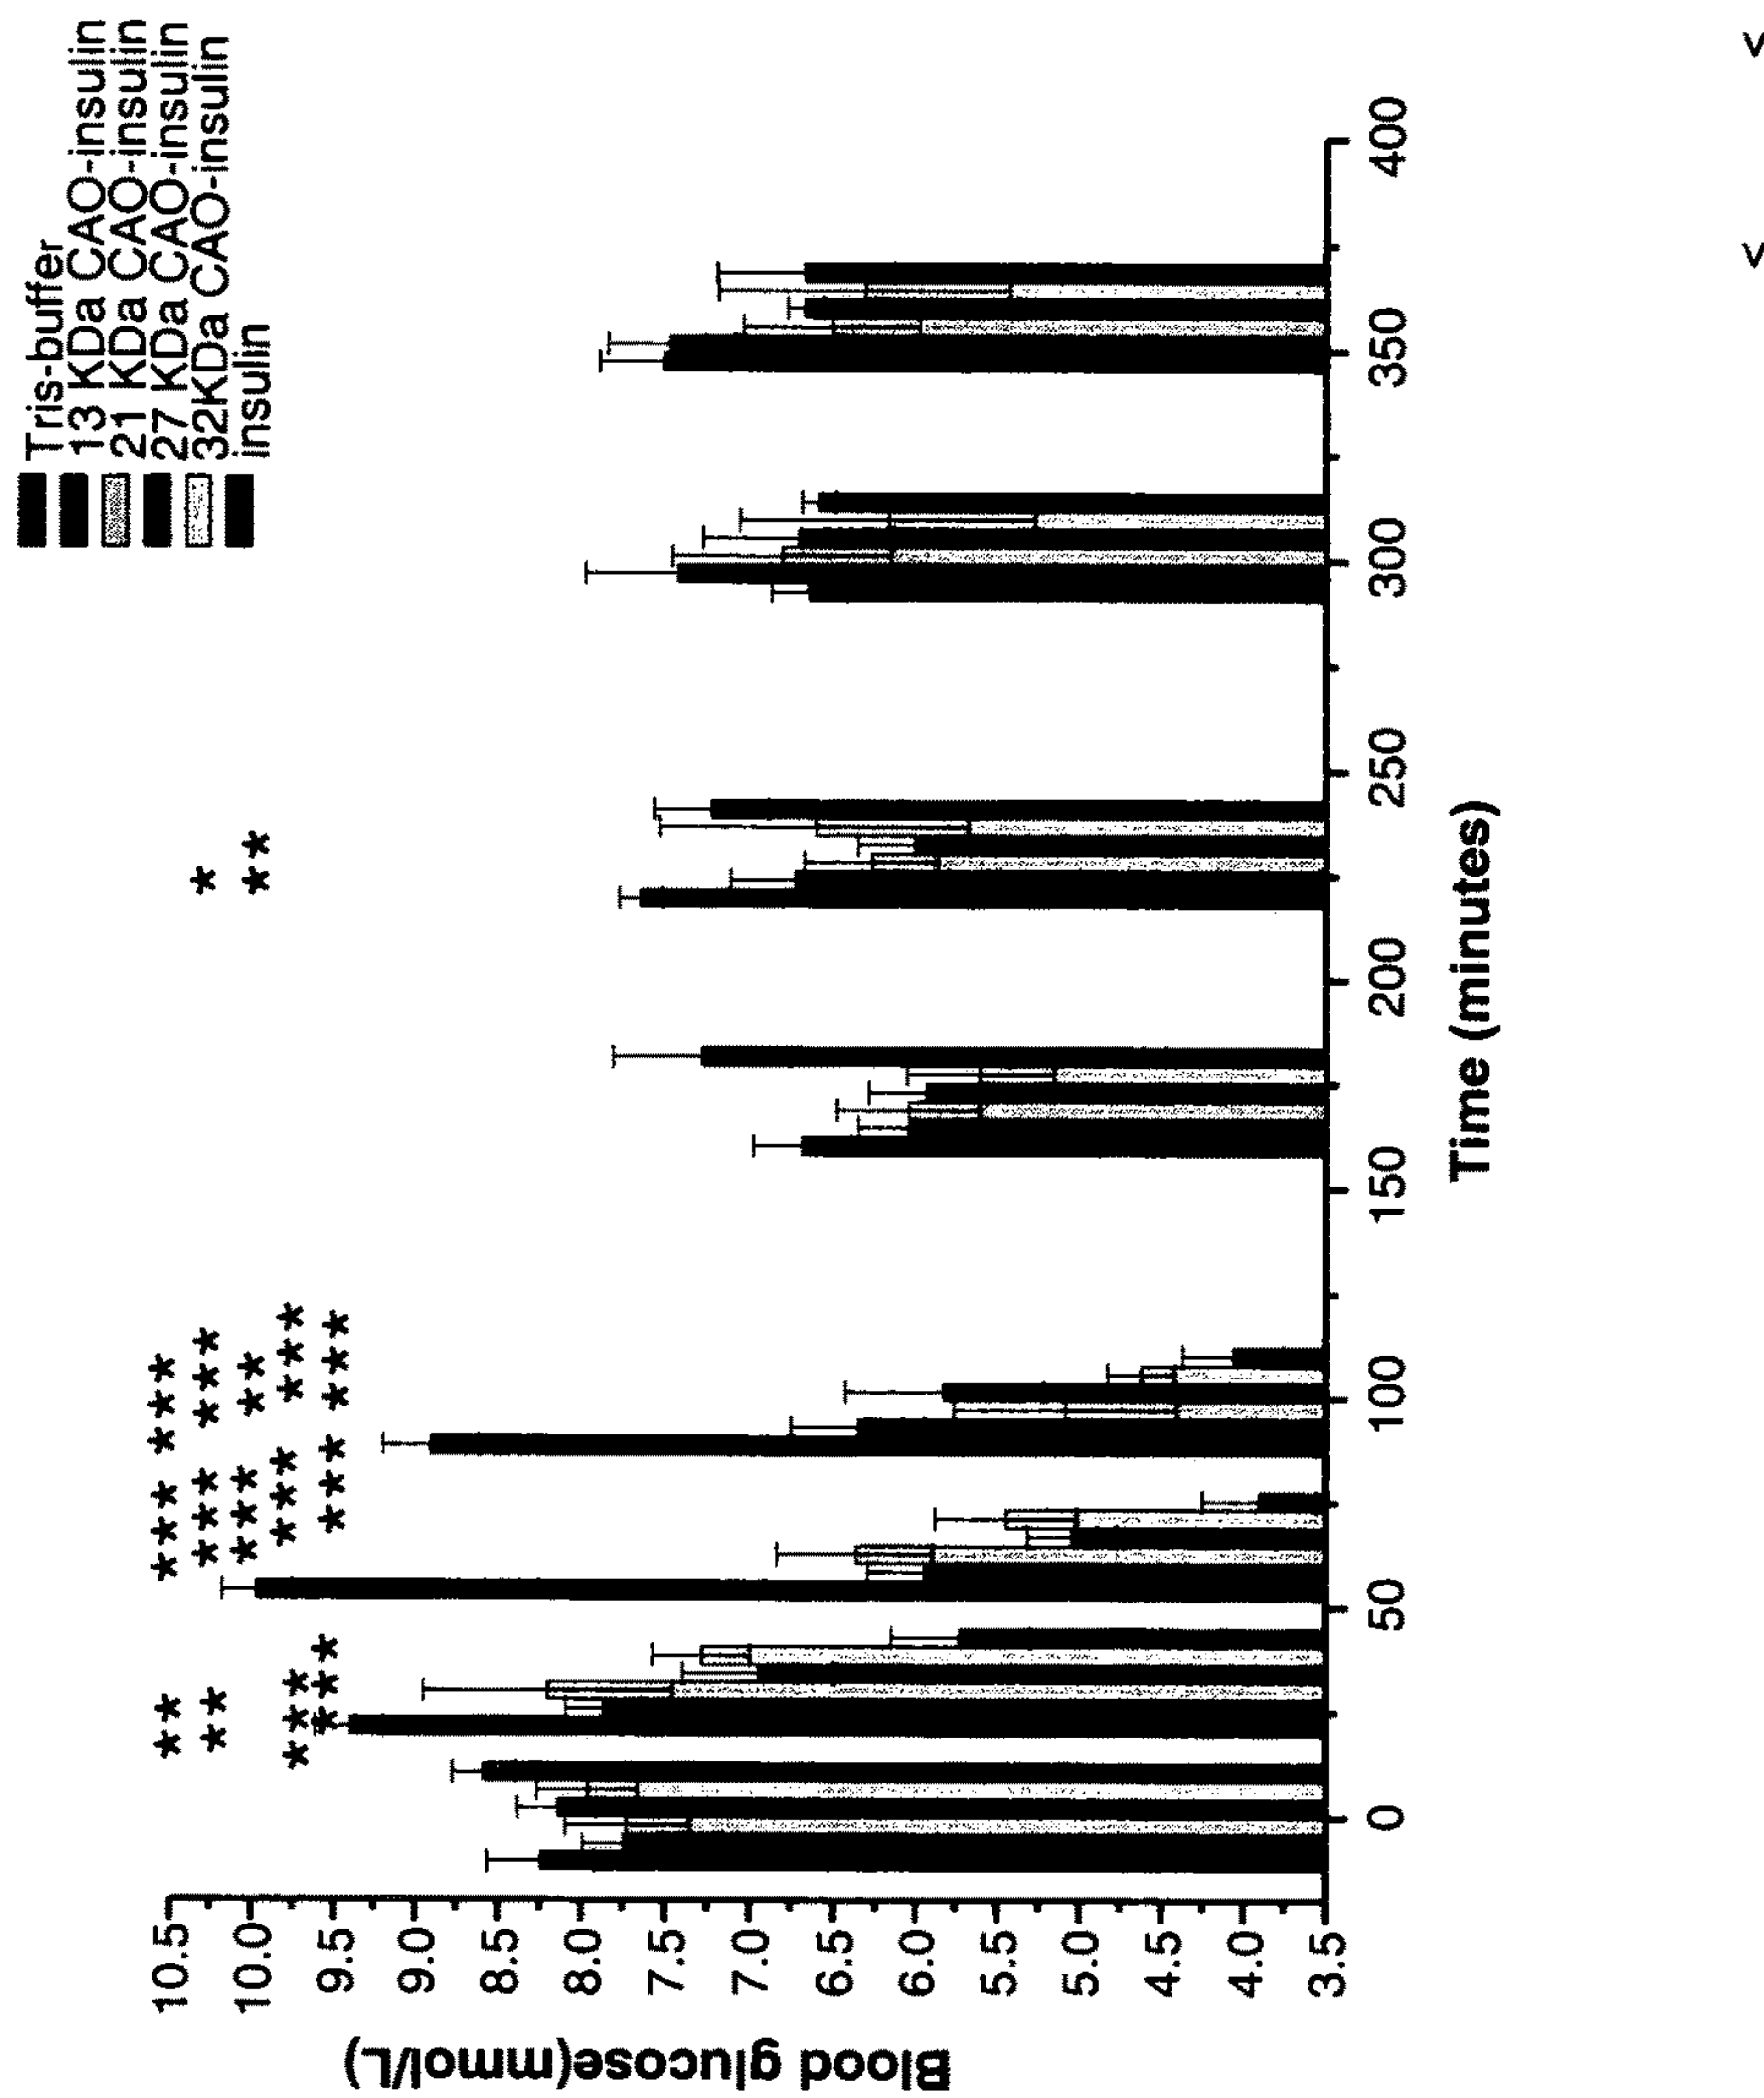 Tris-buffer
13 KDa CAO-insulin
21 KDa CAO-insulin
27 KDa CAO-insulin
32KDa CAO-insulin
insulin
** *** ***
** *** *** *
*** ** **
*** *** ***
*** *** ***
10.5
10.0
9.5
9.0
8.5
8.0
7.5
7.0
6.5
6.0
5.5
5.0
4.5
4.0
3.5
Blood glucose(mmol/L)
0 50 100 150 200 250 300 350 400
Time (minutes)